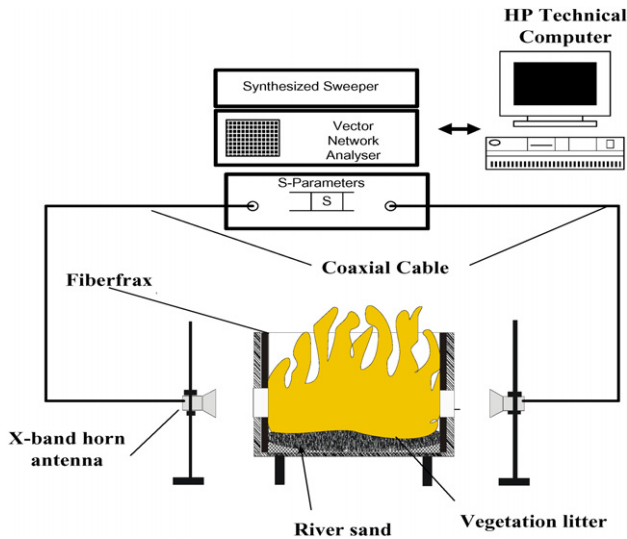 HP Technical
Computer
Synthesized Sweeper
Vector
Network
Analyser
S-Parameters
S
Coaxial Cable
Fiberfrax
X-band horn
antenna
River sand
Vegetation litter